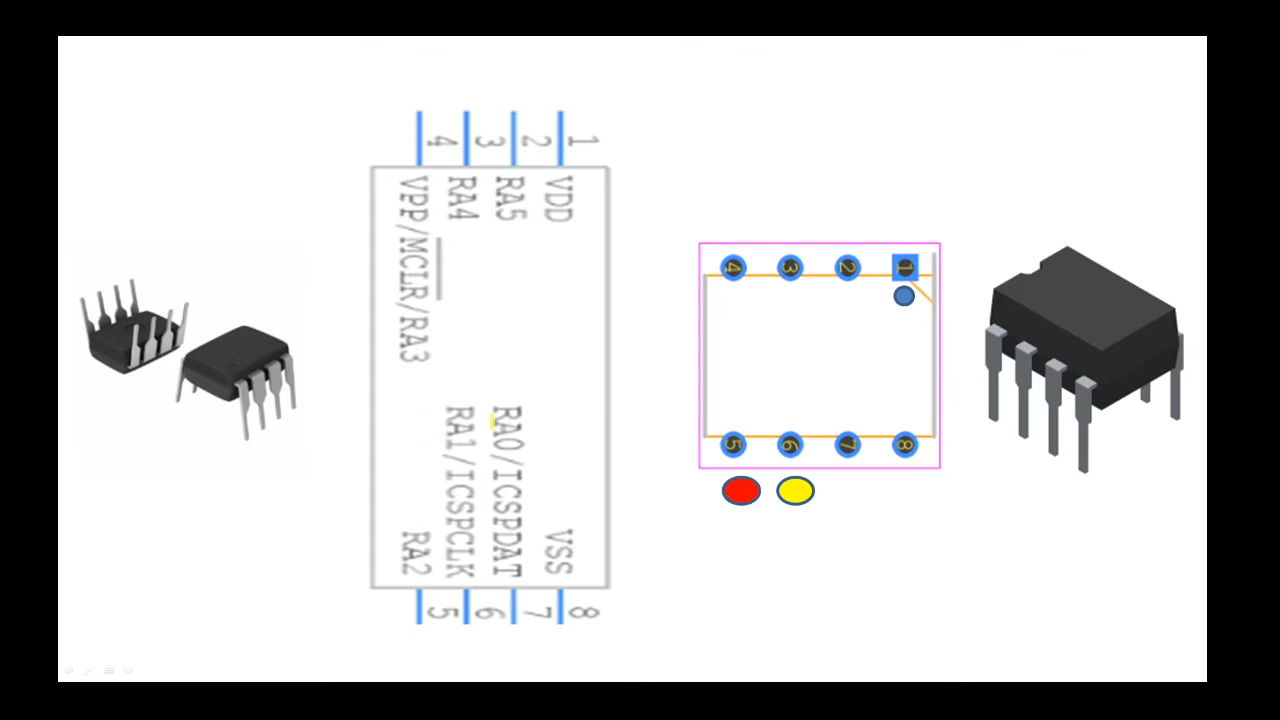 4 3 2 1
VPP/MCLR/RA3
RA4
RA5
VDD
RA2
RA1/ICSPCLK
RA0/ICSPDAT
VSS
5 6 7 8
4 3 2 1
5 6 7 8